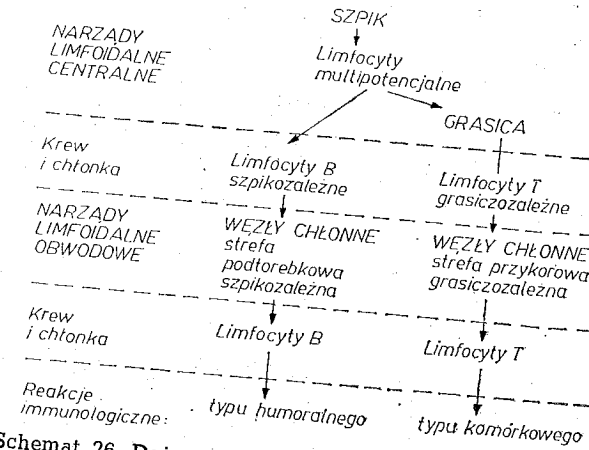 SZPIK
NARZĄDY
LIMFOIDALNE
CENTRALNE
Limfocyty
multipotencjalne
GRASICA
Krew
i chłonka
Limfocyty B
szpikozależne
Limfocyty T
grasiczozależne
NARZĄDY
LIMFOIDALNE
OBWODOWE
WĘZŁY CHŁONNE
strefa
podtorebkowa
szpikozależna
WĘZŁY CHŁONNE
strefa przykorowa
grasiczozależna
Krew
i chłonka
Limfocyty B
Limfocyty T
Reakcje
immunologiczne:
typu humoralnego
typu komórkowego
Schemat 26.